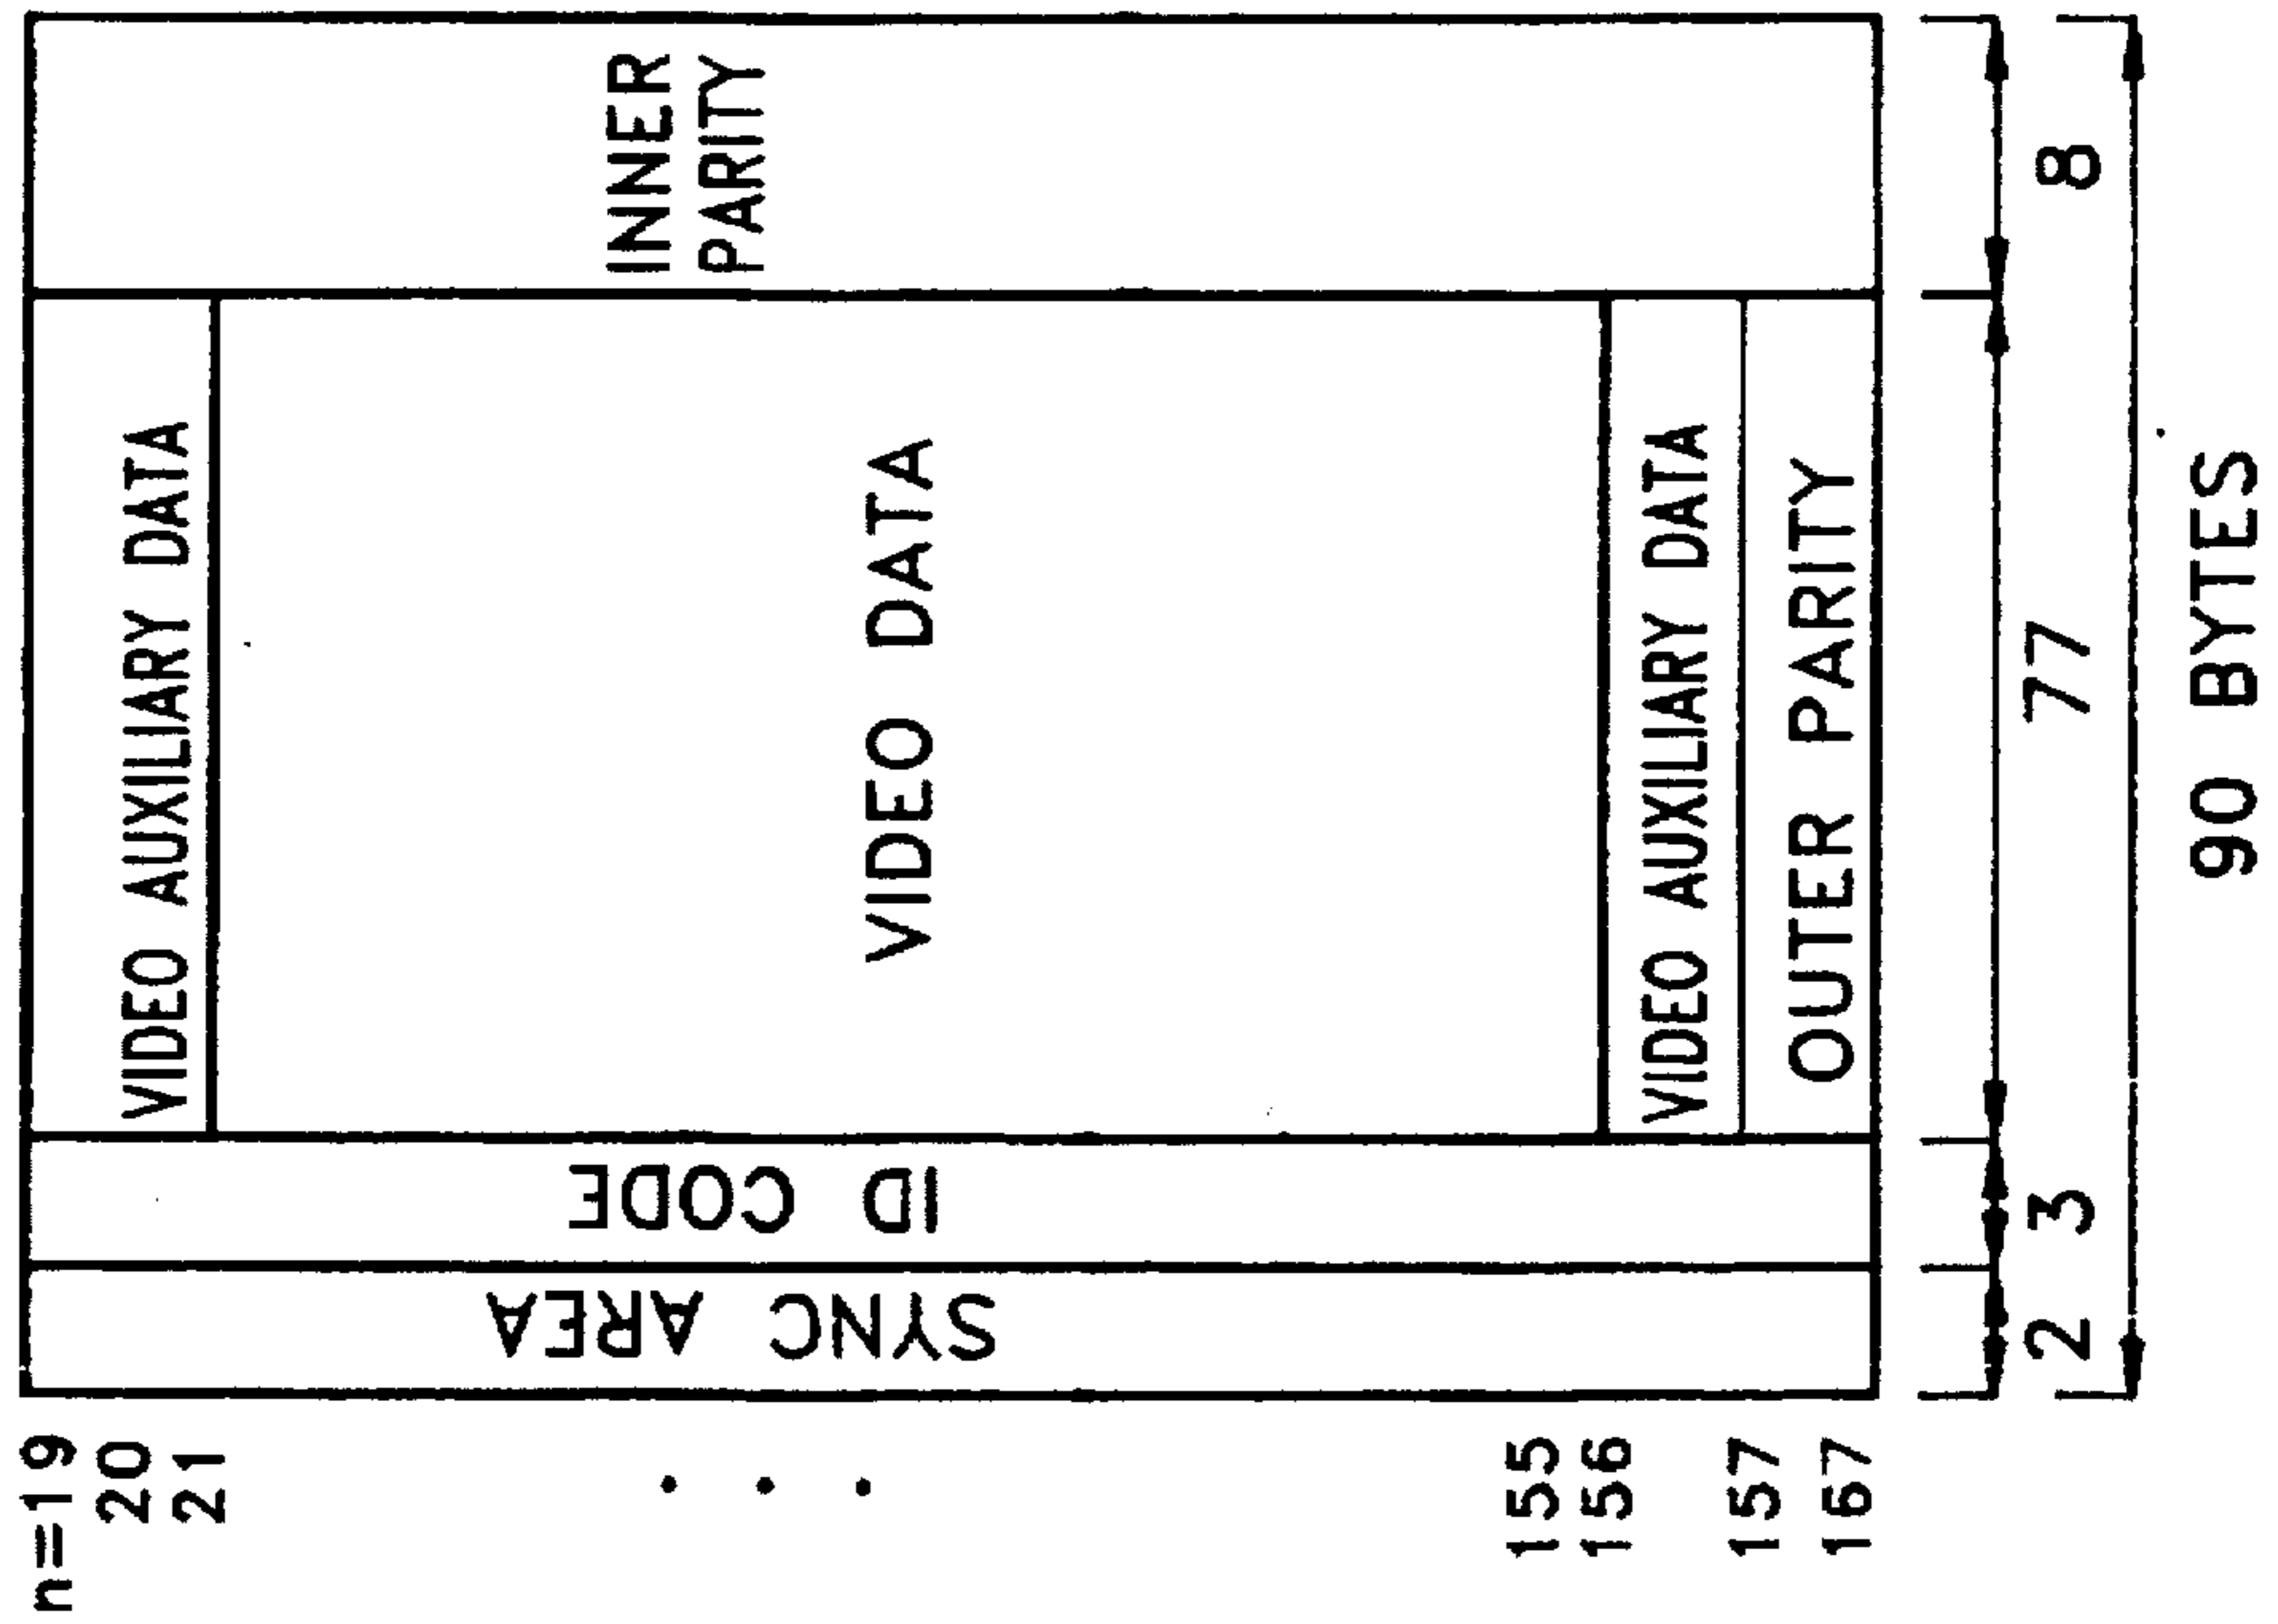 n=19
20
21
. . .
155
156
157
167
SYNC AREA
ID CODE
VIDEO AUXILIARY DATA
VIDEO DATA
VIDEO AUXILIARY DATA
OUTER PARITY
INNER
PARITY
2 3 77 8
90 BYTES